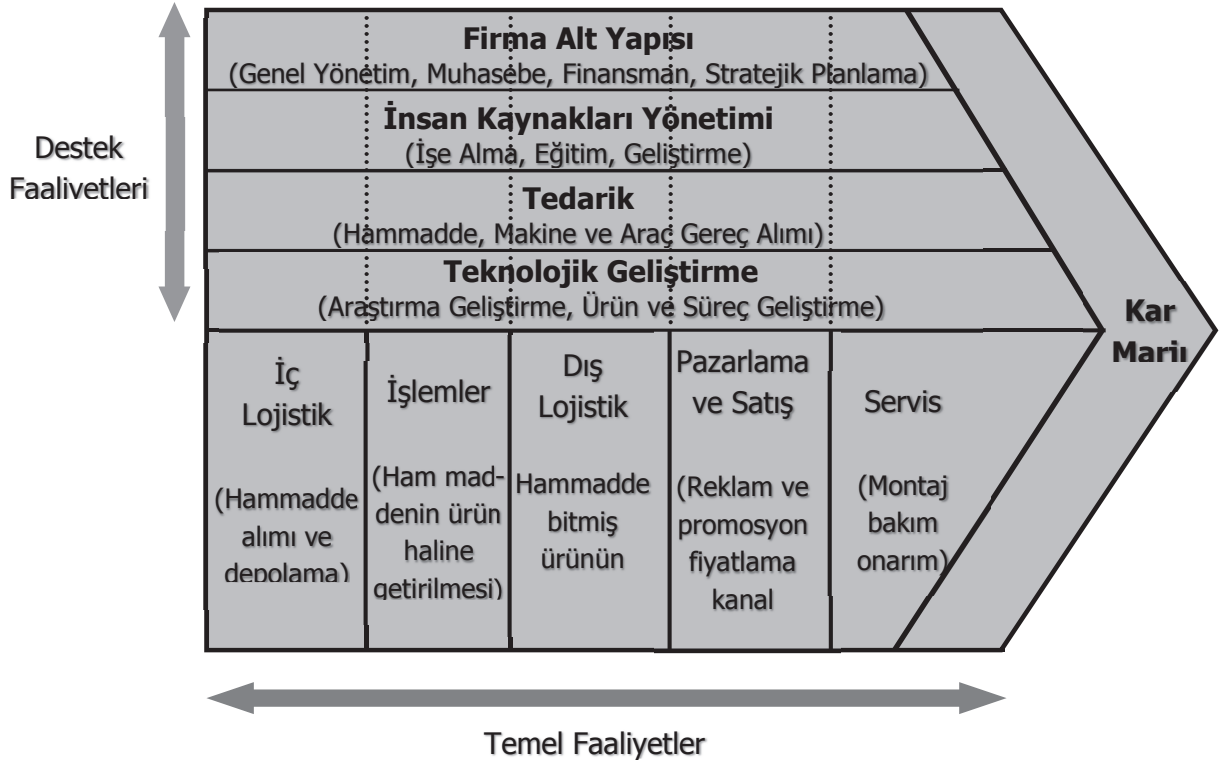 Firma Alt Yapısı
(Genel Yönetim, Muhasebe, Finansman, Stratejik Planlama)
İnsan Kaynakları Yönetimi
(İşe Alma, Eğitim, Geliştirme)
Destek
Faaliyetleri
Tedarik
(Hammadde, Makine ve Araç Gereç Alımı)
Teknolojik Geliştirme
(Araştırma Geliştirme, Ürün ve Süreç Geliştirme)
Kar
Marjı
İç
Lojistik
(Hammadde
alımı ve
depolama)
İşlemler
(Ham mad-
denin ürün
haline
getirilmesi)
Dış
Lojistik
Hammadde
bitmiş
ürünün
Pazarlama
ve Satış
(Reklam ve
promosyon
fiyatlama
kanal
Servis
(Montaj
bakım
onarım)
Temel Faaliyetler